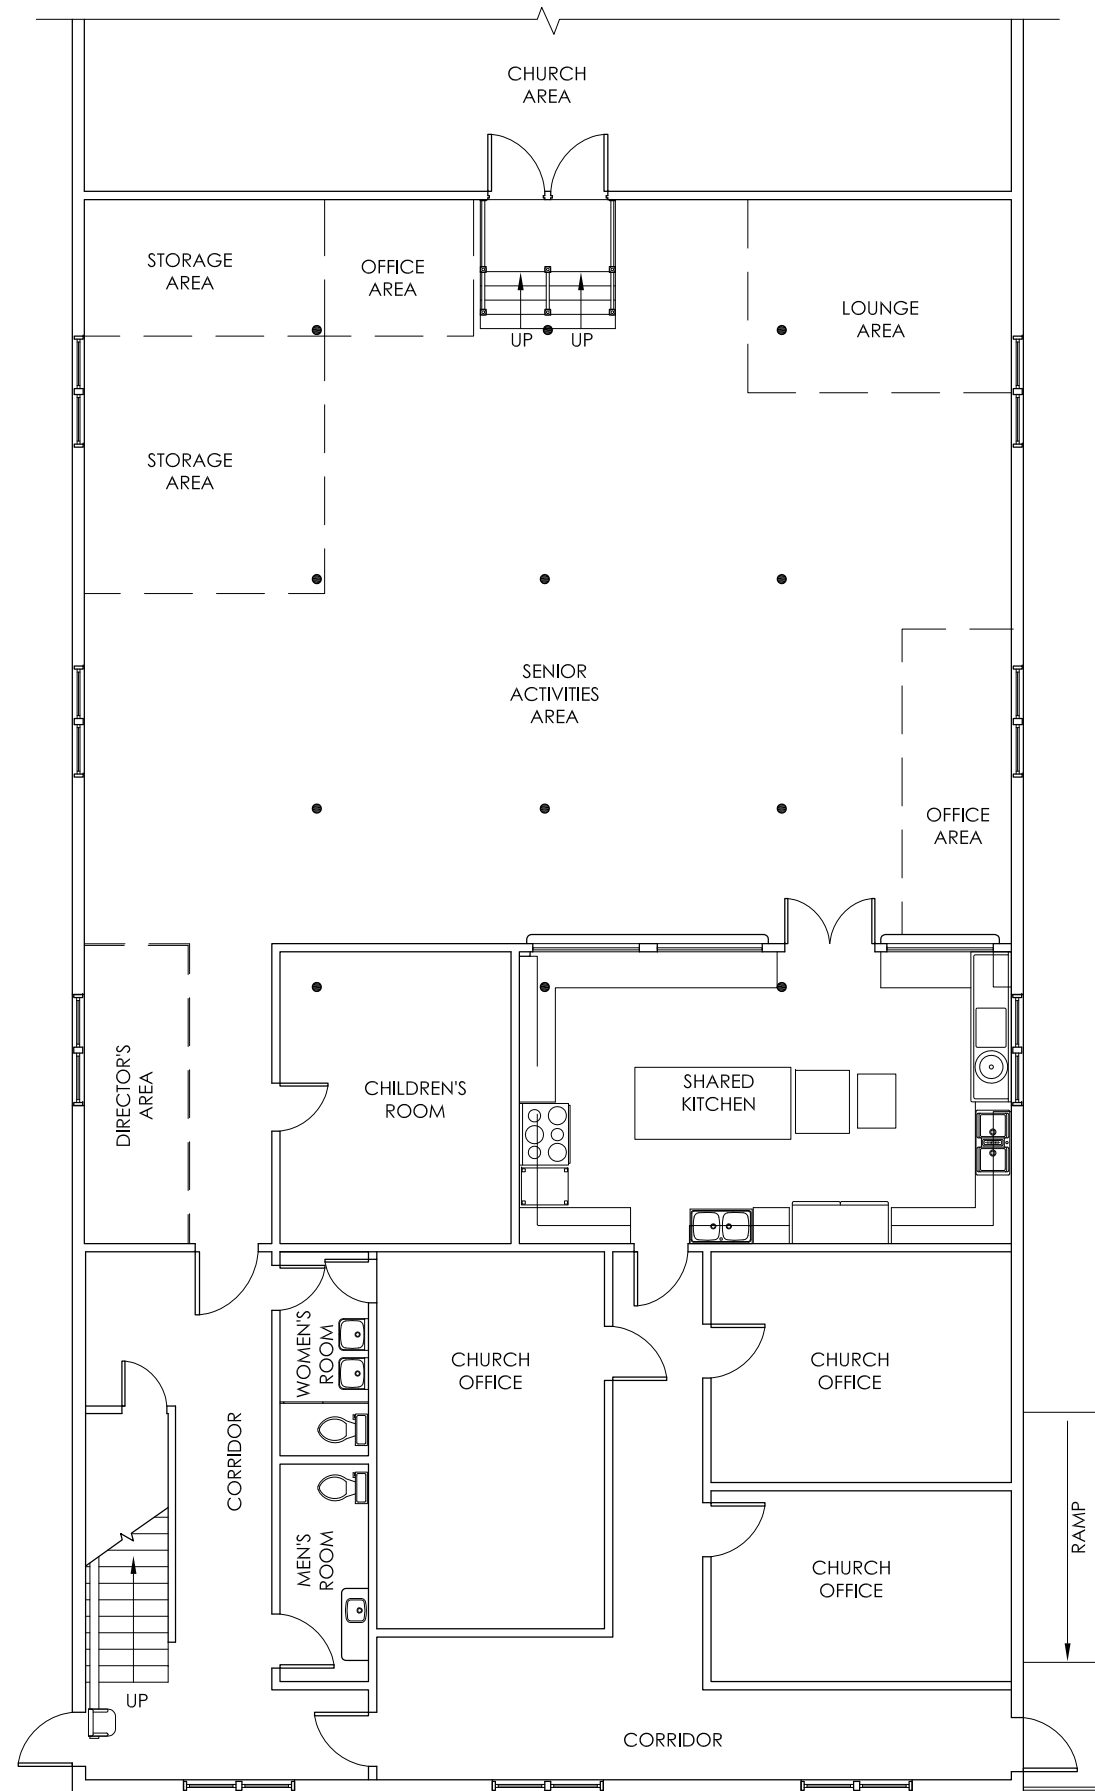 CHURCH
AREA
STORAGE
AREA
OFFICE
AREA
LOUNGE
AREA
UP
UP
STORAGE
AREA
SENIOR
ACTIVITIES
AREA
OFFICE
AREA
DIRECTOR'S
AREA
CHILDREN'S
ROOM
SHARED
KITCHEN
WOMEN'S
ROOM
CHURCH
OFFICE
CHURCH
OFFICE
CORRIDOR
MEN'S
ROOM
CHURCH
OFFICE
RAMP
UP
CORRIDOR